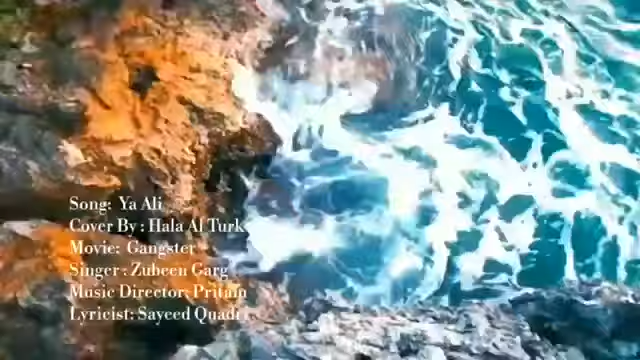 Song: Ya Ali
Cover By : Hala Al Turk
Movie: Gangster
Singer : Zubeen Garg
Music Director: Pritam
Lyricist: Sayeed Quadri